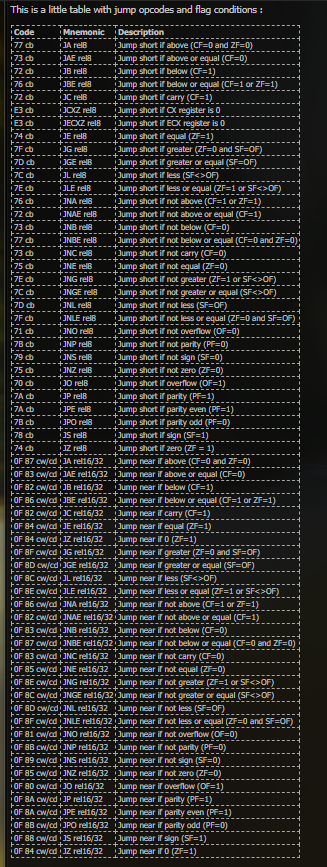 This is a little table with jump opcodes and flag conditions :
Code Mnemonic Description
77 cb JA rel8 Jump short if above (CF=0 and ZF=0)
73 cb JAE rel8 Jump short if above or equal (CF=0)
72 cb JB rel8 Jump short if below (CF=1)
76 cb JBE rel8 Jump short if below or equal (CF=1 or ZF=1)
72 cb JC rel8 Jump short if carry (CF=1)
E3 cb JCXZ rel8 Jump short if CX register is 0
E3 cb JECXZ rel8 Jump short if ECX register is 0
74 cb JE rel8 Jump short if equal (ZF=1)
7F cb JG rel8 Jump short if greater (ZF=0 and SF=OF)
7D cb JGE rel8 Jump short if greater or equal (SF=OF)
7C cb JL rel8 Jump short if less (SF<>OF)
7E cb JLE rel8 Jump short if less or equal (ZF=1 or SF<>OF)
76 cb JNA rel8 Jump short if not above (CF=1 or ZF=1)
72 cb JNAE rel8 Jump short if not above or equal (CF=1)
73 cb JNB rel8 Jump short if not below (CF=0)
77 cb JNBE rel8 Jump short if not below or equal (CF=0 and ZF=0)
73 cb JNC rel8 Jump short if not carry (CF=0)
75 cb JNE rel8 Jump short if not equal (ZF=0)
7E cb JNG rel8 Jump short if not greater (ZF=1 or SF<>OF)
7C cb JNGE rel8 Jump short if not greater or equal (SF<>OF)
7D cb JNL rel8 Jump short if not less (SF=OF)
7F cb JNLE rel8 Jump short if not less or equal (ZF=0 and SF=OF)
71 cb JNO rel8 Jump short if not overflow (OF=0)
7B cb JNP rel8 Jump short if not parity (PF=0)
79 cb JNS rel8 Jump short if not sign (SF=0)
75 cb JNZ rel8 Jump short if not zero (ZF=0)
70 cb JO rel8 Jump short if overflow (OF=1)
7A cb JP rel8 Jump short if parity (PF=1)
7A cb JPE rel8 Jump short if parity even (PF=1)
7B cb JPO rel8 Jump short if parity odd (PF=0)
78 cb JS rel8 Jump short if sign (SF=1)
74 cb JZ rel8 Jump short if zero (ZF = 1)
0F 87 cw/cd JA rel16/32 Jump near if above (CF=0 and ZF=0)
0F 83 cw/cd JAE rel16/32 Jump near if above or equal (CF=0)
0F 82 cw/cd JB rel16/32 Jump near if below (CF=1)
0F 86 cw/cd JBE rel16/32 Jump near if below or equal (CF=1 or ZF=1)
0F 82 cw/cd JC rel16/32 Jump near if carry (CF=1)
0F 84 cw/cd JE rel16/32 Jump near if equal (ZF=1)
0F 84 cw/cd JZ rel16/32 Jump near if 0 (ZF=1)
0F 8F cw/cd JG rel16/32 Jump near if greater (ZF=0 and SF=OF)
0F 8D cw/cd JGE rel16/32 Jump near if greater or equal (SF=OF)
0F 8C cw/cd JL rel16/32 Jump near if less (SF<>OF)
0F 8E cw/cd JLE rel16/32 Jump near if less or equal (ZF=1 or SF<>OF)
0F 86 cw/cd JNA rel16/32 Jump near if not above (CF=1 or ZF=1)
0F 82 cw/cd JNAE rel16/32 Jump near if not above or equal (CF=1)
0F 83 cw/cd JNB rel16/32 Jump near if not below (CF=0)
0F 87 cw/cd JNBE rel16/32 Jump near if not below or equal (CF=0 and ZF=0)
0F 83 cw/cd JNC rel16/32 Jump near if not carry (CF=0)
0F 85 cw/cd JNE rel16/32 Jump near if not equal (ZF=0)
0F 8E cw/cd JNG rel16/32 Jump near if not greater (ZF=1 or SF<>OF)
0F 8C cw/cd JNGE rel16/32 Jump near if not greater or equal (SF<>OF)
0F 8D cw/cd JNL rel16/32 Jump near if not less (SF=OF)
0F 8F cw/cd JNLE rel16/32 Jump near if not less or equal (ZF=0 and SF=OF)
0F 81 cw/cd JNO rel16/32 Jump near if not overflow (OF=0)
0F 8B cw/cd JNP rel16/32 Jump near if not parity (PF=0)
0F 89 cw/cd JNS rel16/32 Jump near if not sign (SF=0)
0F 85 cw/cd JNZ rel16/32 Jump near if not zero (ZF=0)
0F 80 cw/cd JO rel16/32 Jump near if overflow (OF=1)
0F 8A cw/cd JP rel16/32 Jump near if parity (PF=1)
0F 8A cw/cd JPE rel16/32 Jump near if parity even (PF=1)
0F 8B cw/cd JPO rel16/32 Jump near if parity odd (PF=0)
0F 88 cw/cd JS rel16/32 Jump near if sign (SF=1)
0F 84 cw/cd JZ rel16/32 Jump near if 0 (ZF=1)